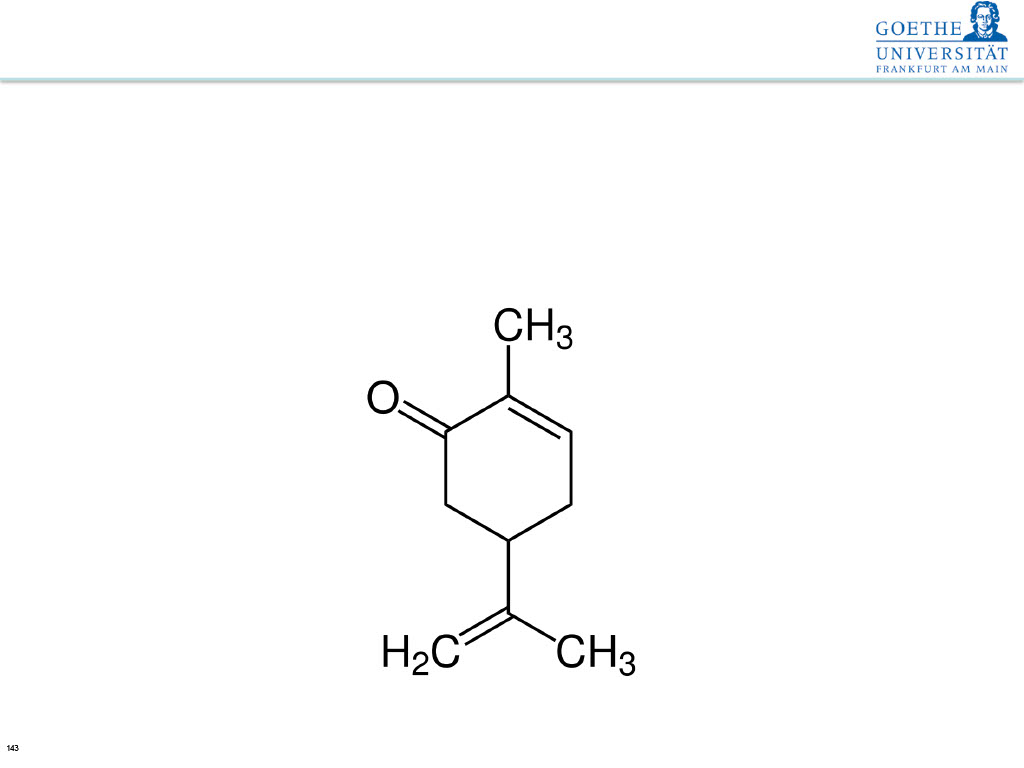 GOETHE
UNIVERSITÄT
FRANKFURT AM MAIN
CH3
O
H2C
CH3
143